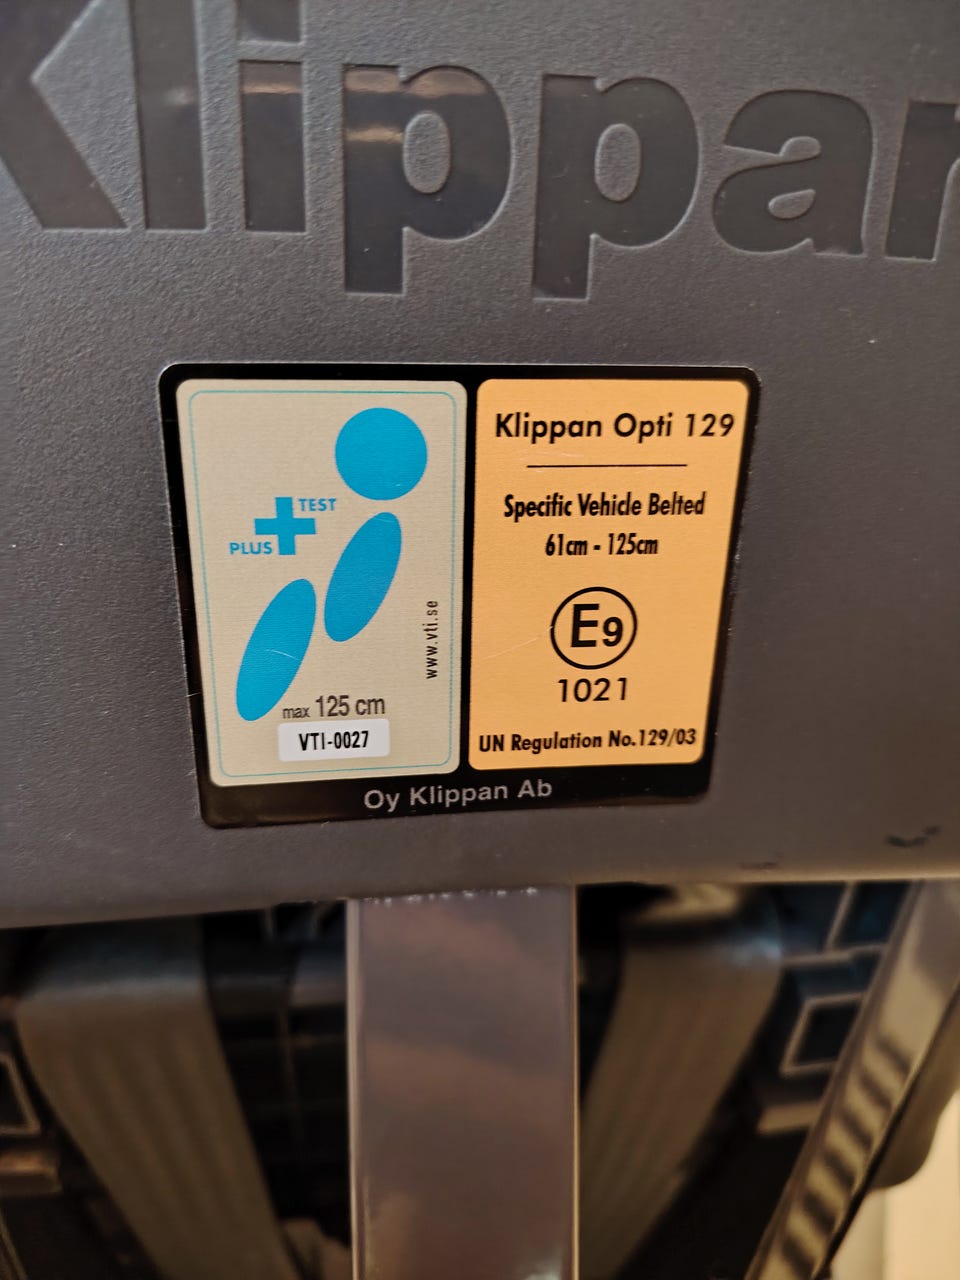 Klippan
PLUS TEST
www.vti.se
max 125 cm
VTI-0027
Klippan Opti 129
Specific Vehicle Belted
61cm - 125cm
E9
1021
UN Regulation No.129/03
Oy Klippan Ab